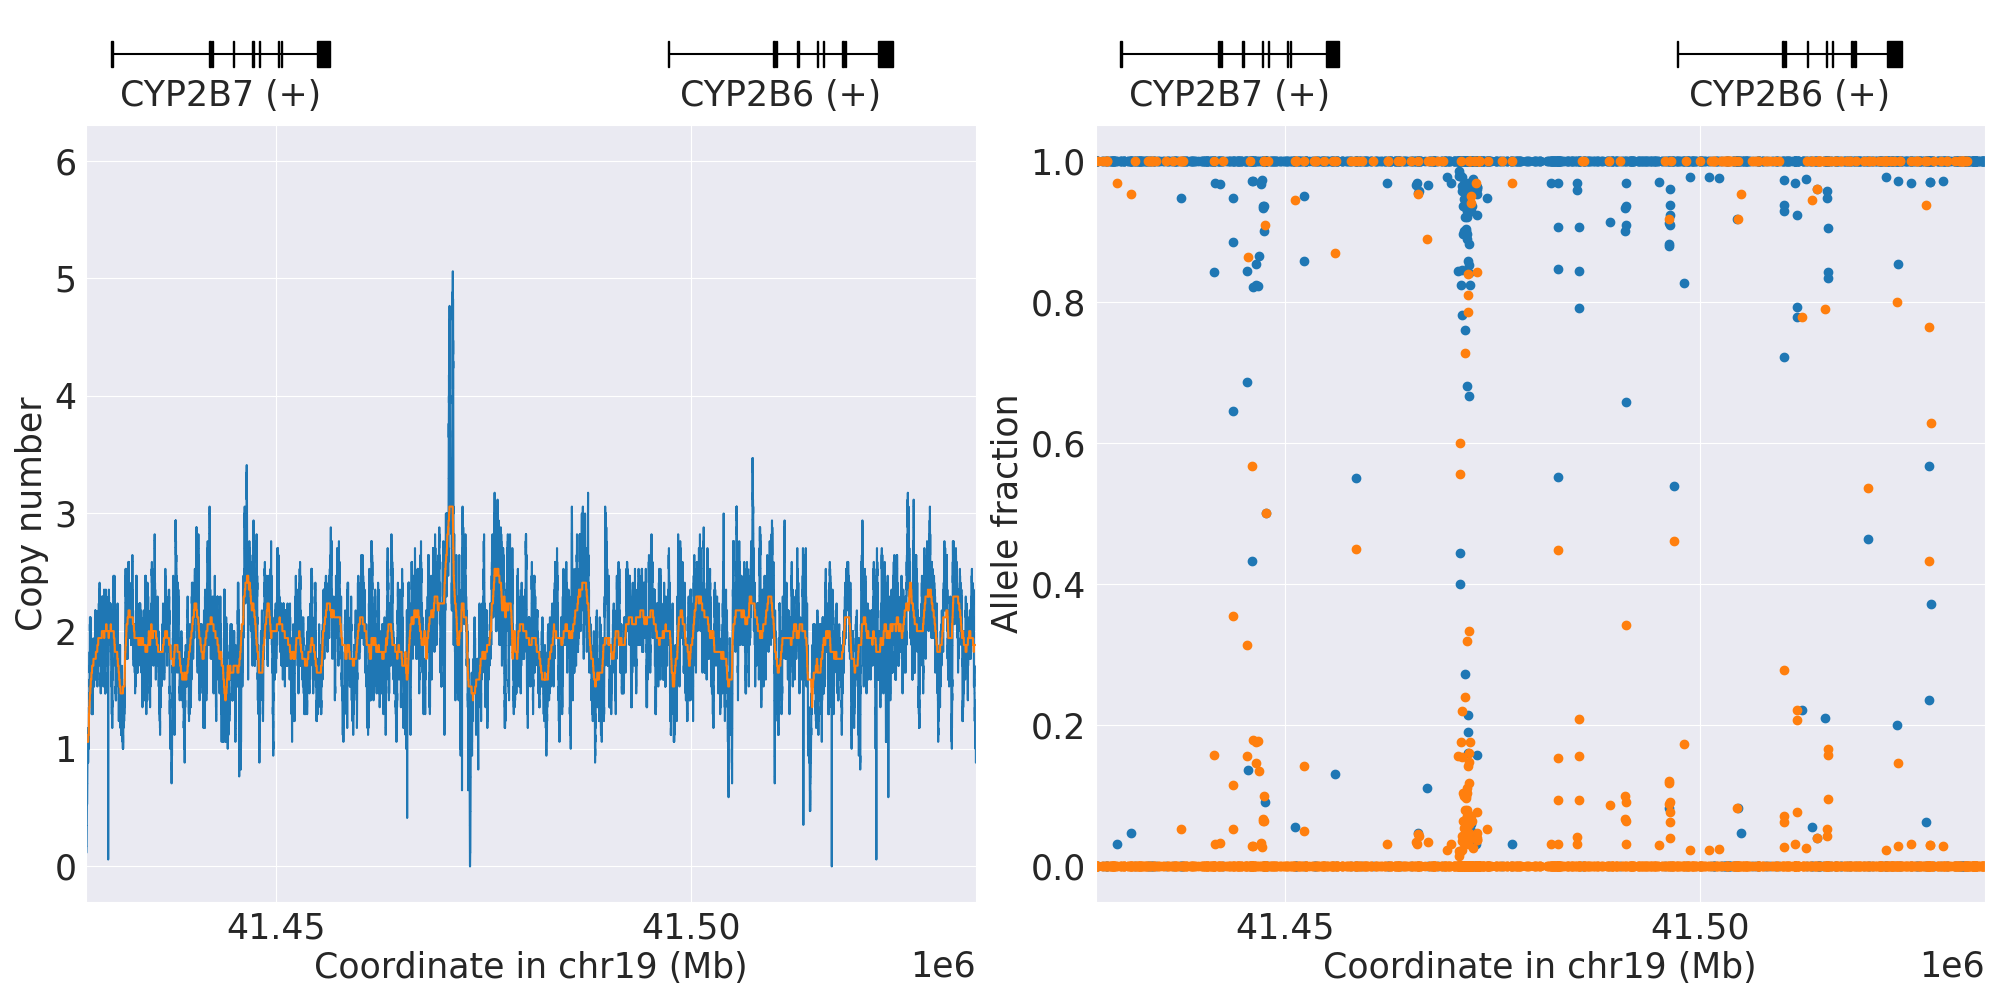 CYP2B7 (+)
CYP2B6 (+)
CYP2B7 (+)
CYP2B6 (+)
6
5
4
3
2
1
0
Copy number
41.45
41.50
Coordinate in chr19 (Mb)
1e6
1.0
0.8
0.6
0.4
0.2
0.0
Allele fraction
41.45
41.50
Coordinate in chr19 (Mb)
1e6